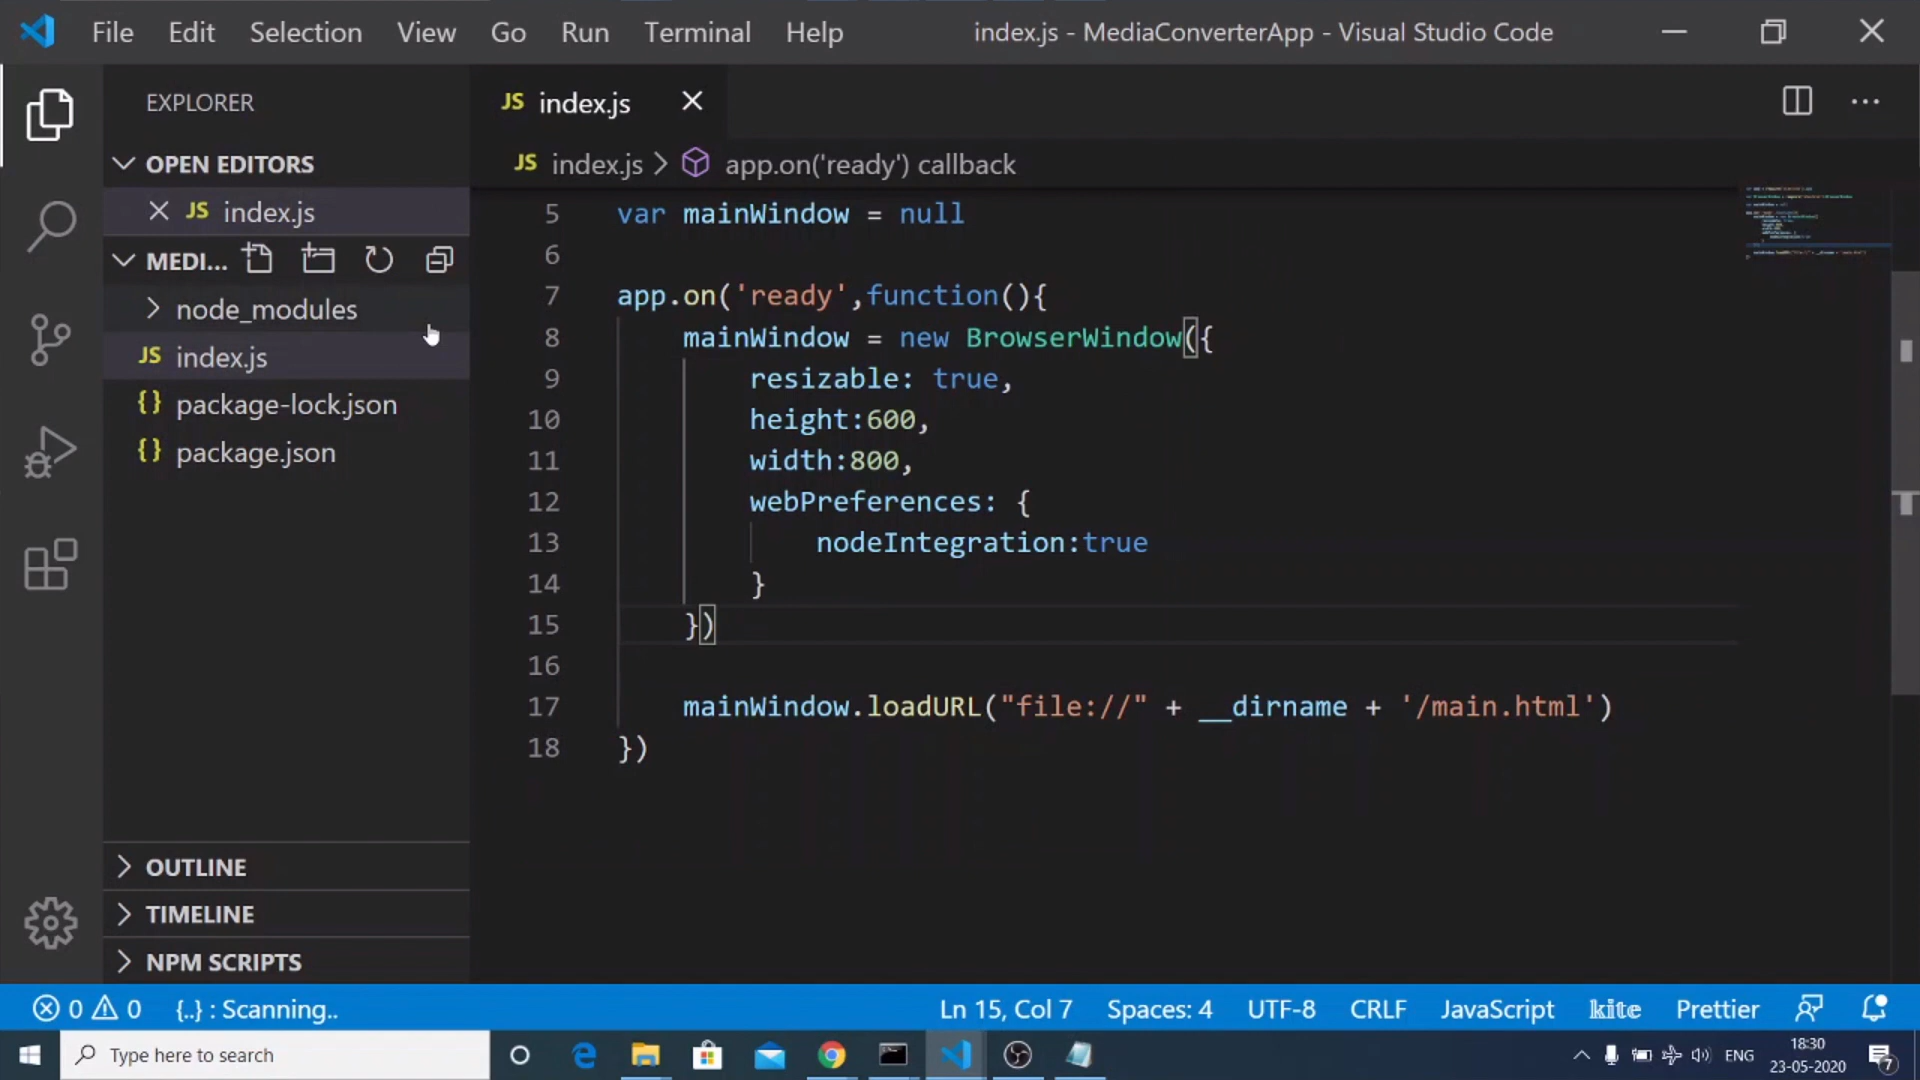 File Edit Selection View Go Run Terminal Help index.js - MediaConverterApp - Visual Studio Code
EXPLORER
OPEN EDITORS
JS index.js
MEDI...
node_modules
JS index.js
{} package-lock.json
{} package.json
OUTLINE
TIMELINE
NPM SCRIPTS
JS index.js
JS index.js > app.on('ready') callback
5 var mainWindow = null
6
7 app.on('ready',function(){
8 mainWindow = new BrowserWindow({
9 resizable: true,
10 height:600,
11 width:800,
12 webPreferences: {
13 nodeIntegration:true
14 }
15 })
16
17 mainWindow.loadURL("file://" + __dirname + '/main.html')
18 })
0 0 {..} : Scanning.. Ln 15, Col 7 Spaces: 4 UTF-8 CRLF JavaScript kite Prettier
Type here to search
ENG
18:30
23-05-2020
7